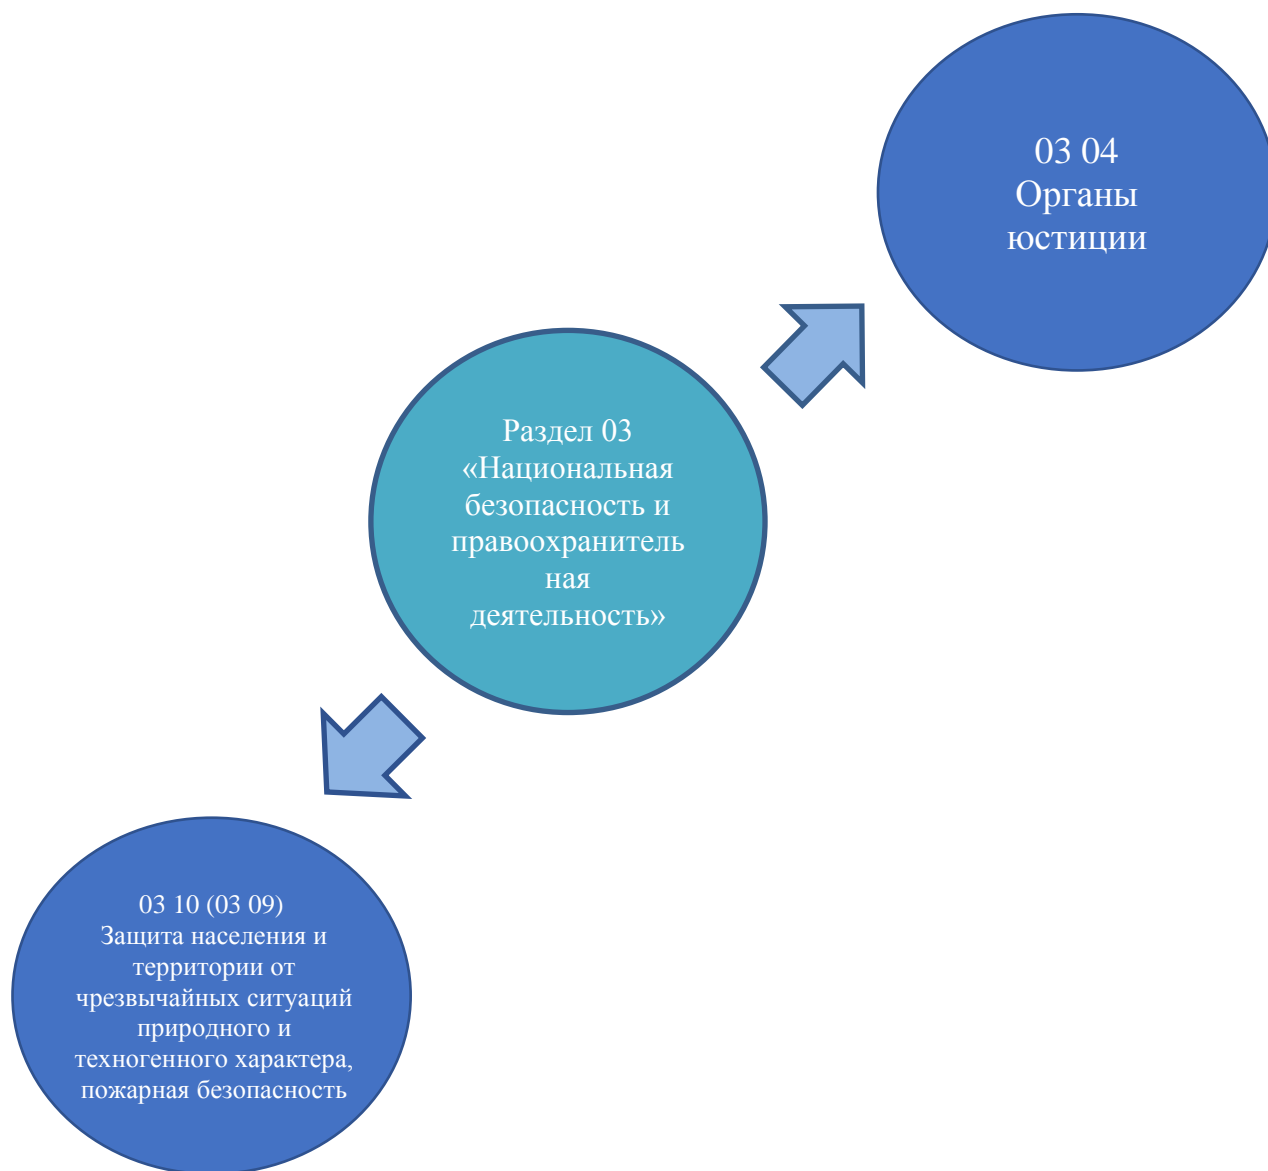 03 04
Органы
юстиции
Раздел 03
«Национальная
безопасность и
правоохранитель
ная
деятельность»
03 10 (03 09)
Защита населения и
территории от
чрезвычайных ситуаций
природного и
техногенного характера,
пожарная безопасность